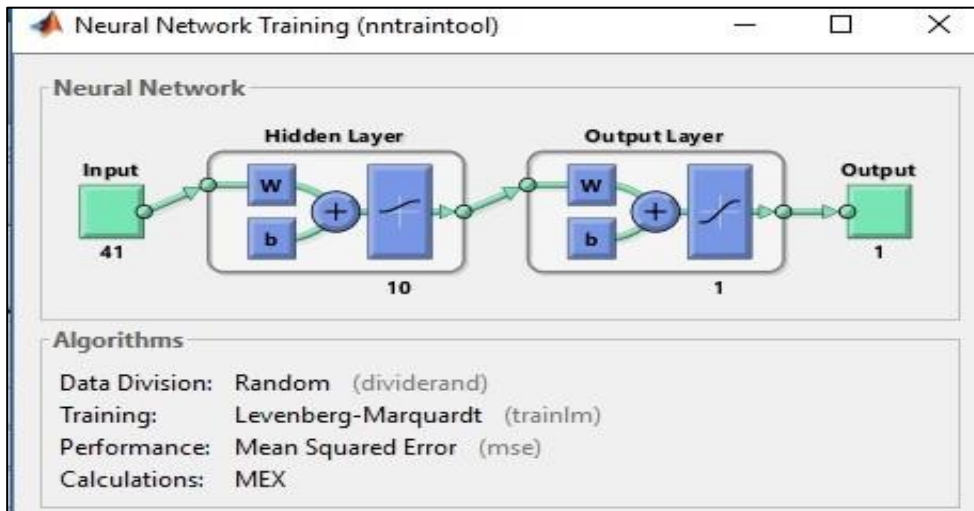 Neural Network Training (nntraintool)
Neural Network
Hidden Layer
Output Layer
Input
Output
W
b
+
W
b
+
41
10
1
1
Algorithms
Data Division: Random (dividerand)
Training: Levenberg-Marquardt (trainlm)
Performance: Mean Squared Error (mse)
Calculations: MEX